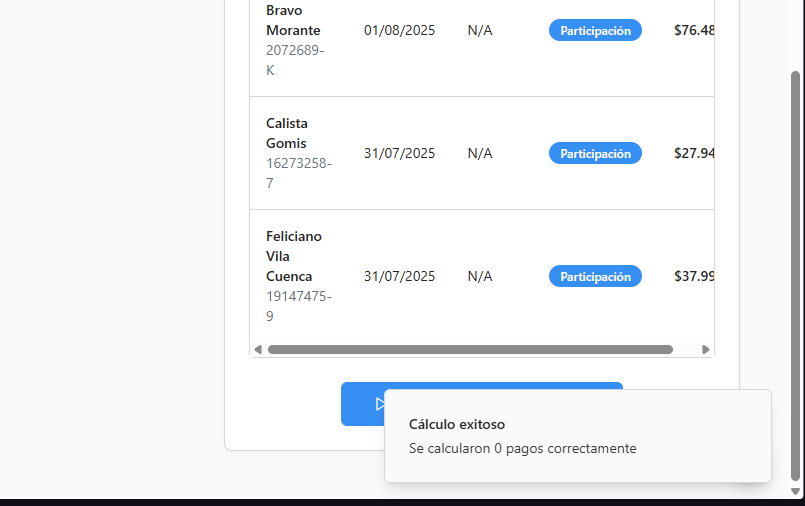 Bravo
Morante
2072689-
K
01/08/2025
N/A
Participación
$76.48
Calista
Gomis
16273258-
7
31/07/2025
N/A
Participación
$27.94
Feliciano
Vila
Cuenca
19147475-
9
31/07/2025
N/A
Participación
$37.99
Cálculo exitoso
Se calcularon 0 pagos correctamente